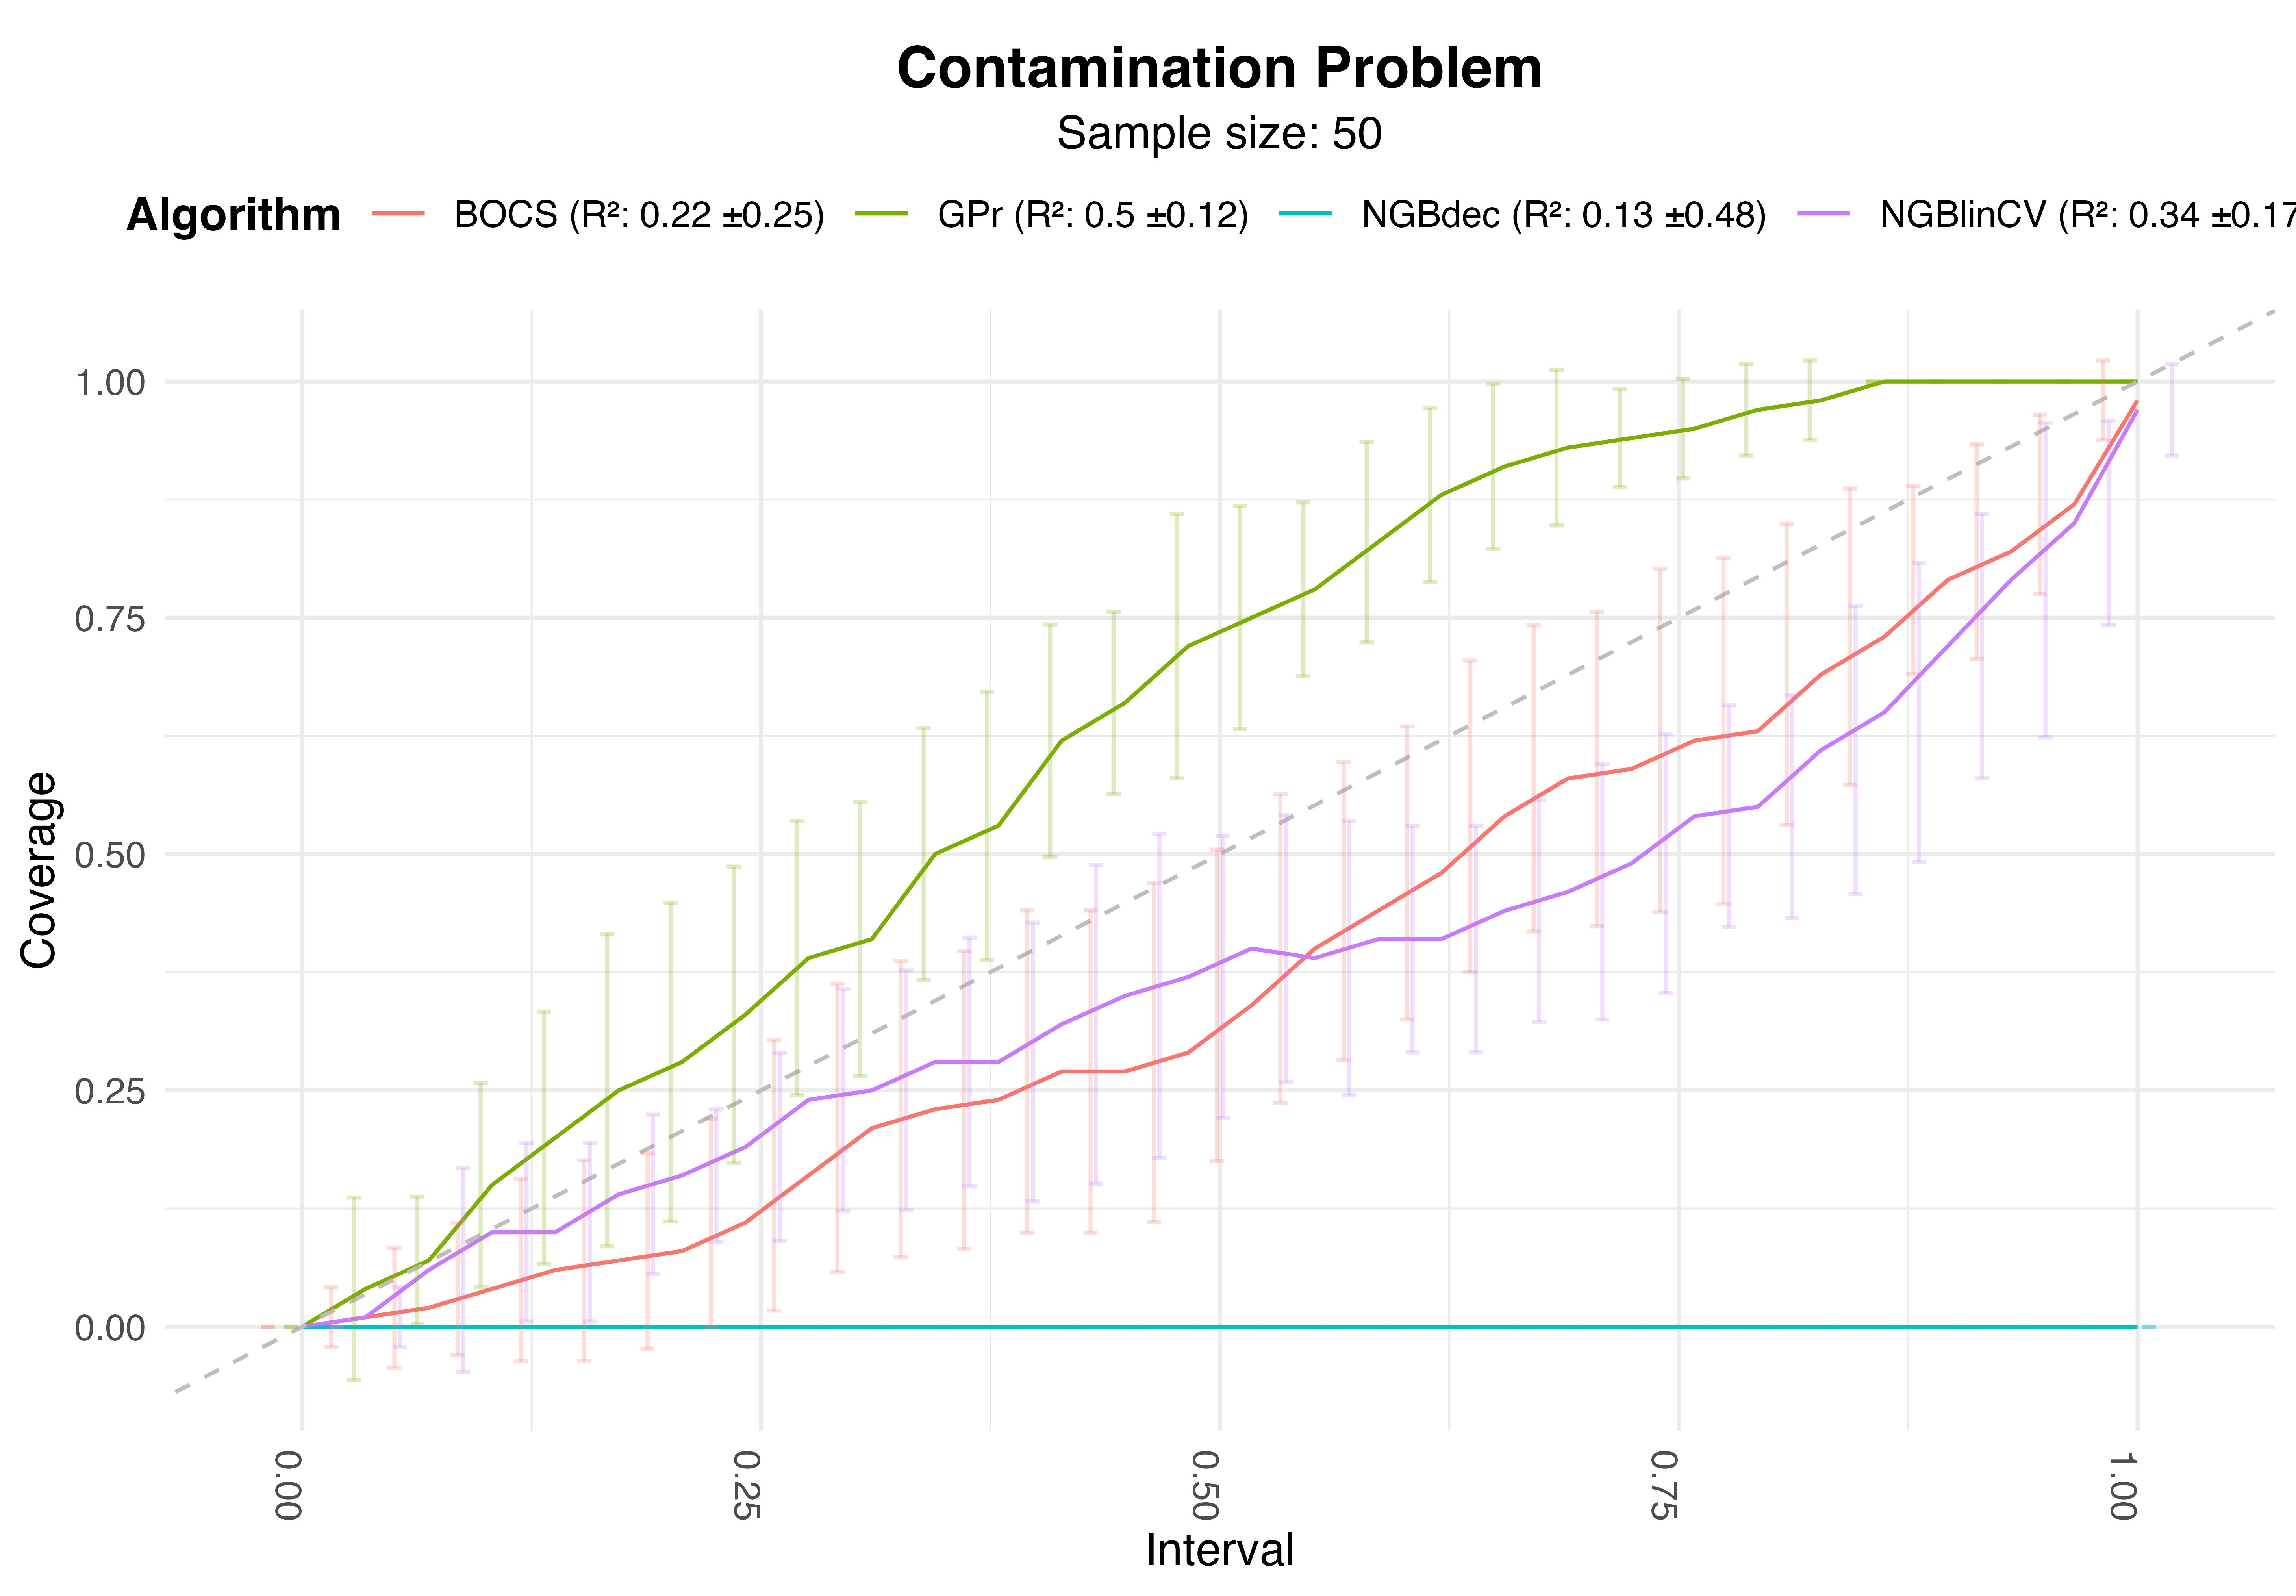 Contamination Problem
Sample size: 50
Algorithm BOCS (R²: 0.22 ±0.25) GPr (R²: 0.5 ±0.12) NGBdec (R²: 0.13 ±0.48) NGBlinCV (R²: 0.34 ±0.17
Coverage
1.00
0.75
0.50
0.25
0.00
0.00 0.25 0.50 0.75 1.00
Interval